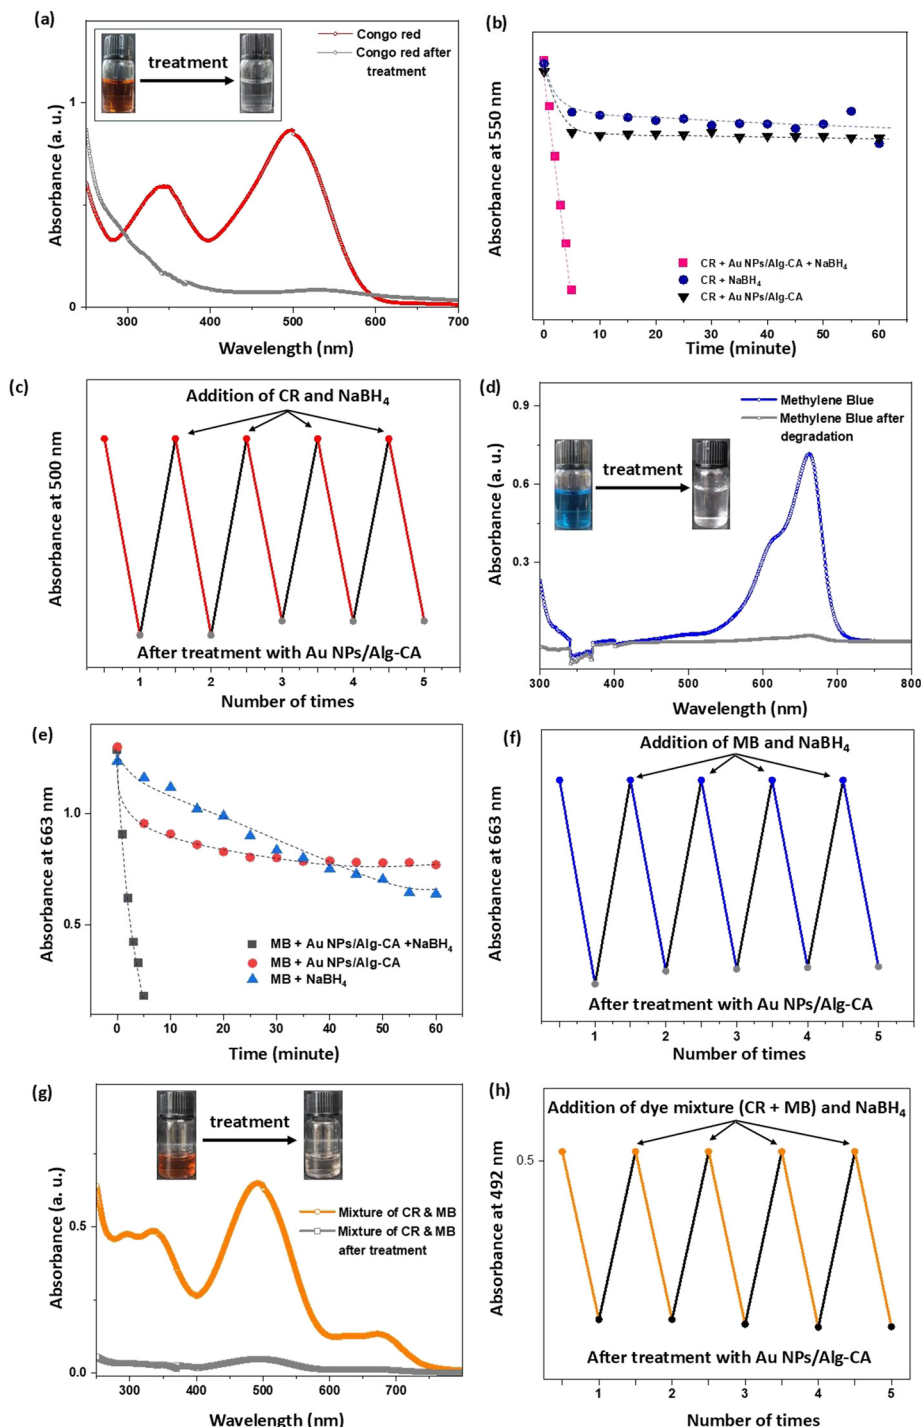 (a)
treatment
Congo red
Congo red after
treatment
Absorbance (a. u.)
1
0
300 400 500 600 700
Wavelength (nm)
(b)
Absorbance at 550 nm
CR + Au NPs/Alg-CA + NaBH₄
CR + NaBH₄
CR + Au NPs/Alg-CA
0 10 20 30 40 50 60
Time (minute)
(c)
Addition of CR and NaBH₄
Absorbance at 500 nm
After treatment with Au NPs/Alg-CA
1 2 3 4 5
Number of times
(d)
Methylene Blue
Methylene Blue after
degradation
treatment
Absorbance (a. u.)
0.9
0.6
0.3
300 400 500 600 700 800
Wavelength (nm)
(e)
Absorbance at 663 nm
1.0
0.5
MB + Au NPs/Alg-CA +NaBH₄
MB + Au NPs/Alg-CA
MB + NaBH₄
0 10 20 30 40 50 60
Time (minute)
(f)
Addition of MB and NaBH₄
Absorbance at 663 nm
After treatment with Au NPs/Alg-CA
1 2 3 4 5
Number of times
(g)
treatment
Mixture of CR & MB
Mixture of CR & MB
after treatment
Absorbance (a. u.)
0.5
0.0
300 400 500 600 700
Wavelength (nm)
(h)
Addition of dye mixture (CR + MB) and NaBH₄
Absorbance at 492 nm
0.5
After treatment with Au NPs/Alg-CA
1 2 3 4 5
Number of times